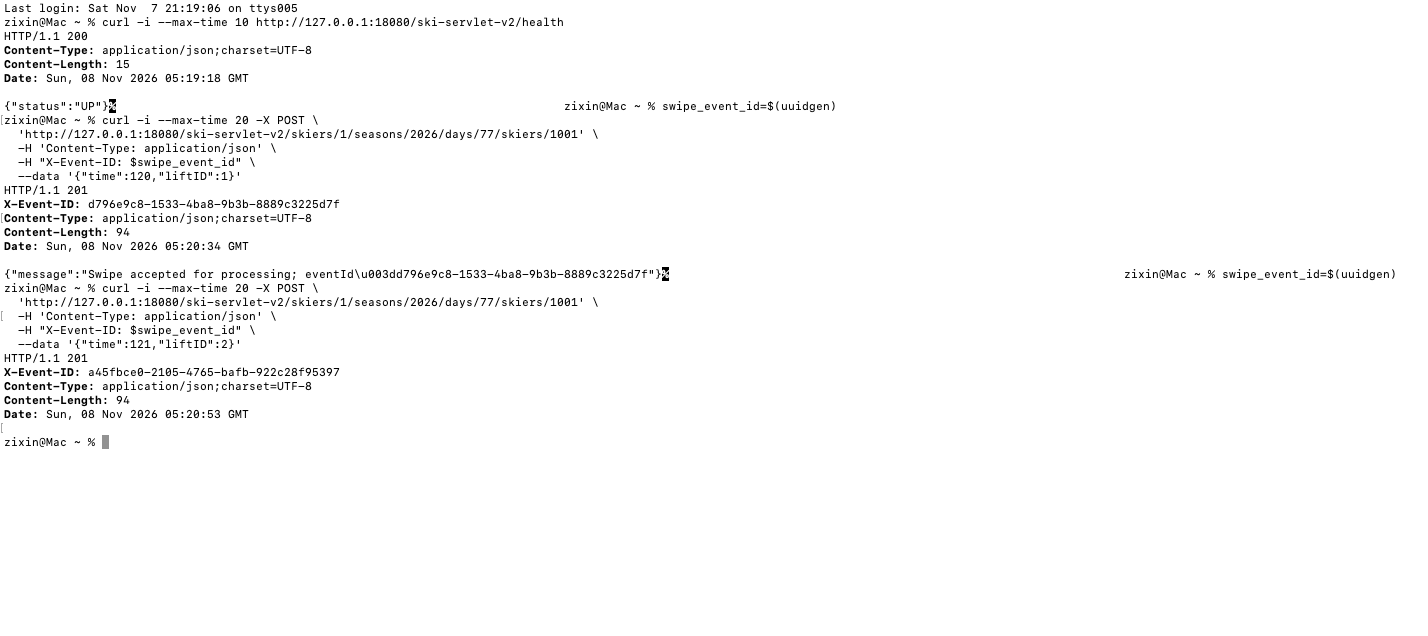 Last login: Sat Nov  7 21:19:06 on ttys005
zixin@Mac ~ % curl -i --max-time 10 http://127.0.0.1:18080/ski-servlet-v2/health
HTTP/1.1 200
Content-Type: application/json;charset=UTF-8
Content-Length: 15
Date: Sun, 08 Nov 2026 05:19:18 GMT

{"status":"UP"}% zixin@Mac ~ % swipe_event_id=$(uuidgen)
zixin@Mac ~ % curl -i --max-time 20 -X POST \
  'http://127.0.0.1:18080/ski-servlet-v2/skiers/1/seasons/2026/days/77/skiers/1001' \
  -H 'Content-Type: application/json' \
  -H "X-Event-ID: $swipe_event_id" \
  --data '{"time":120,"liftID":1}'
HTTP/1.1 201
X-Event-ID: d796e9c8-1533-4ba8-9b3b-8889c3225d7f
Content-Type: application/json;charset=UTF-8
Content-Length: 94
Date: Sun, 08 Nov 2026 05:20:34 GMT

{"message":"Swipe accepted for processing; eventId\u003dd796e9c8-1533-4ba8-9b3b-8889c3225d7f"}% zixin@Mac ~ % swipe_event_id=$(uuidgen)
zixin@Mac ~ % curl -i --max-time 20 -X POST \
  'http://127.0.0.1:18080/ski-servlet-v2/skiers/1/seasons/2026/days/77/skiers/1001' \
  -H 'Content-Type: application/json' \
  -H "X-Event-ID: $swipe_event_id" \
  --data '{"time":121,"liftID":2}'
HTTP/1.1 201
X-Event-ID: a45fbce0-2105-4765-bafb-922c28f95397
Content-Type: application/json;charset=UTF-8
Content-Length: 94
Date: Sun, 08 Nov 2026 05:20:53 GMT

zixin@Mac ~ %